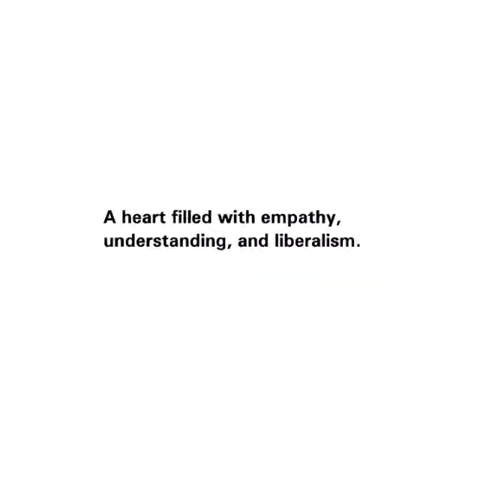 A heart filled with empathy,
understanding, and liberalism.